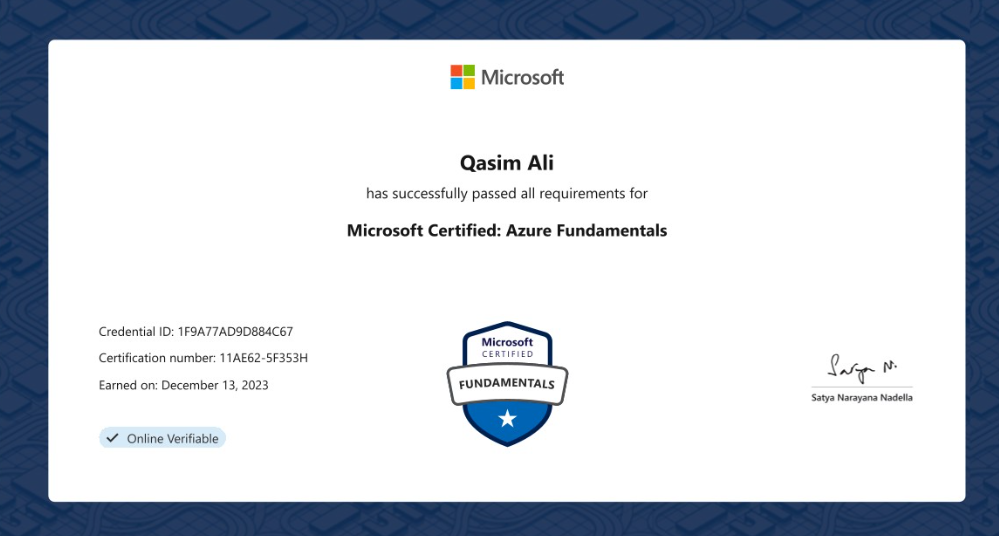 Microsoft
Qasim Ali
has successfully passed all requirements for
Microsoft Certified: Azure Fundamentals
Credential ID: 1F9A77AD9D884C67
Certification number: 11AE62-5F353H
Earned on: December 13, 2023
Online Verifiable
Microsoft
CERTIFIED
FUNDAMENTALS
Satya N.
Satya Narayana Nadella